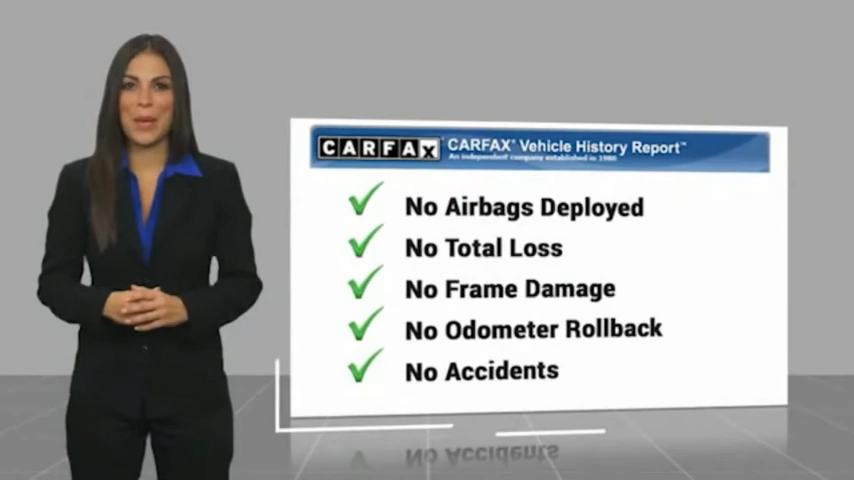 CARFAX CARFAX® Vehicle History Report™
An independent company established in 1986
No Airbags Deployed
No Total Loss
No Frame Damage
No Odometer Rollback
No Accidents
No Accidents